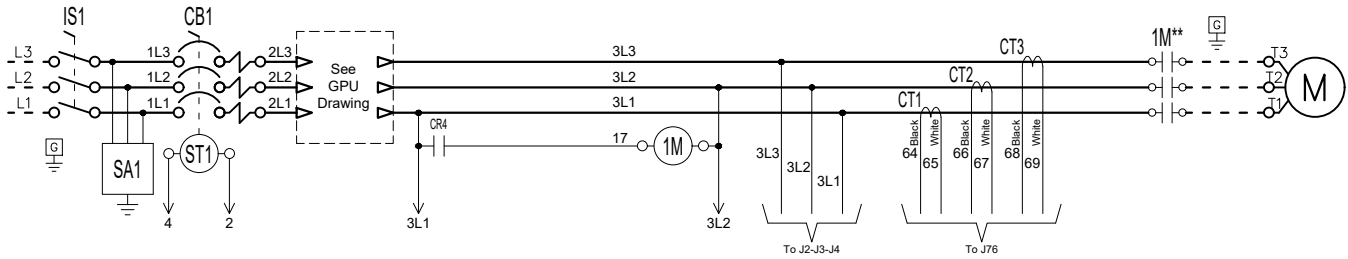 IS1
CB1
L3
L2
L1
1L3
1L2
1L1
2L3
2L2
2L1
See
GPU
Drawing
3L3
3L2
3L1
CT3
CT2
CT1
1M**
G
T3
T2
T1
M
G
SA1
ST1
4
2
CR4
17
1M
3L1
3L2
3L3
3L2
3L1
To J2-J3-J4
64
Black
White
65
66
Black
White
67
68
Black
White
69
To J76